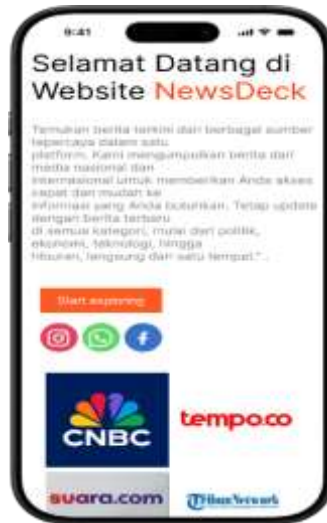 9:41
Selamat Datang di
Website NewsDeck
Temukan berita terkini dari berbagai sumber
tepercaya dalam satu
platform. Kami mengumpulkan berita dari
media nasional dan
internasional untuk memberikan Anda akses
cepat dan mudah ke
informasi yang Anda butuhkan. Tetap update
dengan berita terbaru
di semua kategori, mulai dari politik,
ekonomi, teknologi, hingga
hiburan, langsung dari satu tempat." .
Start exploring
CNBC
tempo.co
suara.com
TribunNetwork